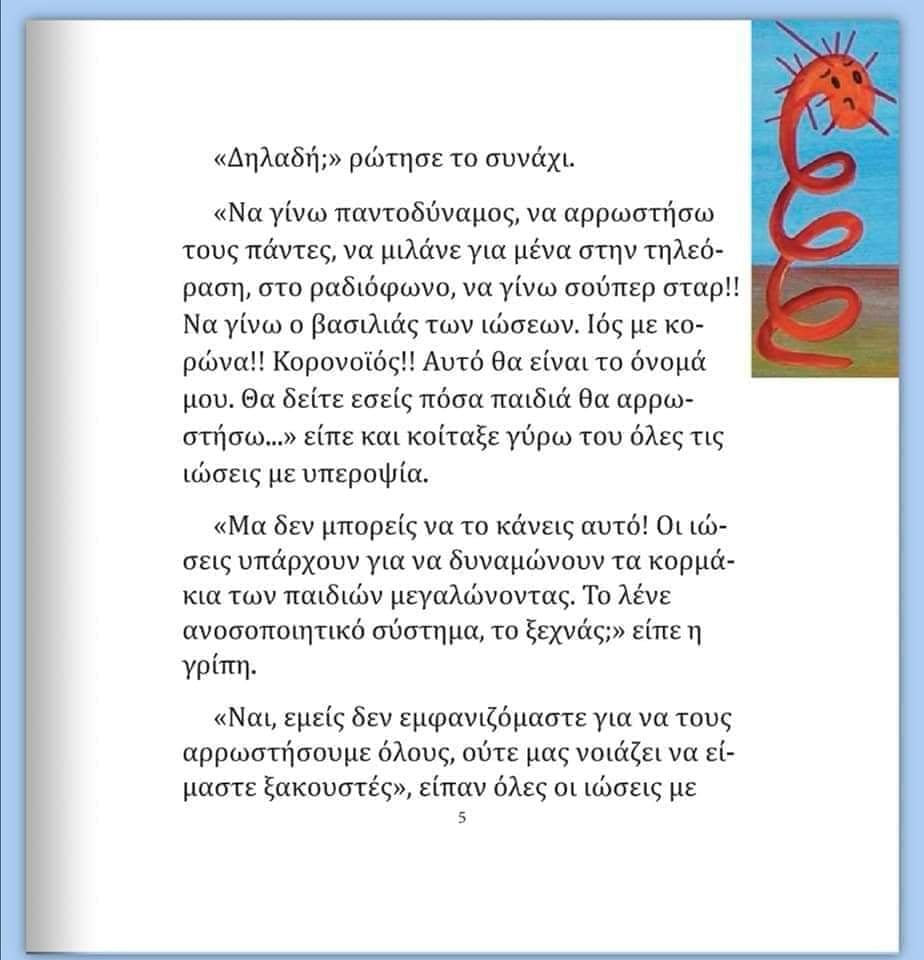 «Δηλαδή;» ρώτησε το συνάχι.
«Να γίνω παντοδύναμος, να αρρωστήσω
τους πάντες, να μιλάνε για μένα στην τηλεό-
ραση, στο ραδιόφωνο, να γίνω σούπερ σταρ!!
Να γίνω ο βασιλιάς των ιώσεων. Ιός με κο-
ρώνα!! Κορονοϊός!! Αυτό θα είναι το όνομά
μου. Θα δείτε εσείς πόσα παιδιά θα αρρω-
στήσω...» είπε και κοίταξε γύρω του όλες τις
ιώσεις με υπεροψία.
«Μα δεν μπορείς να το κάνεις αυτό! Οι ιώ-
σεις υπάρχουν για να δυναμώνουν τα κορμά-
κια των παιδιών μεγαλώνοντας. Το λένε
ανοσοποιητικό σύστημα, το ξεχνάς;» είπε η
γρίπη.
«Ναι, εμείς δεν εμφανιζόμαστε για να τους
αρρωστήσουμε όλους, ούτε μας νοιάζει να εί-
μαστε ξακουστές», είπαν όλες οι ιώσεις με
5